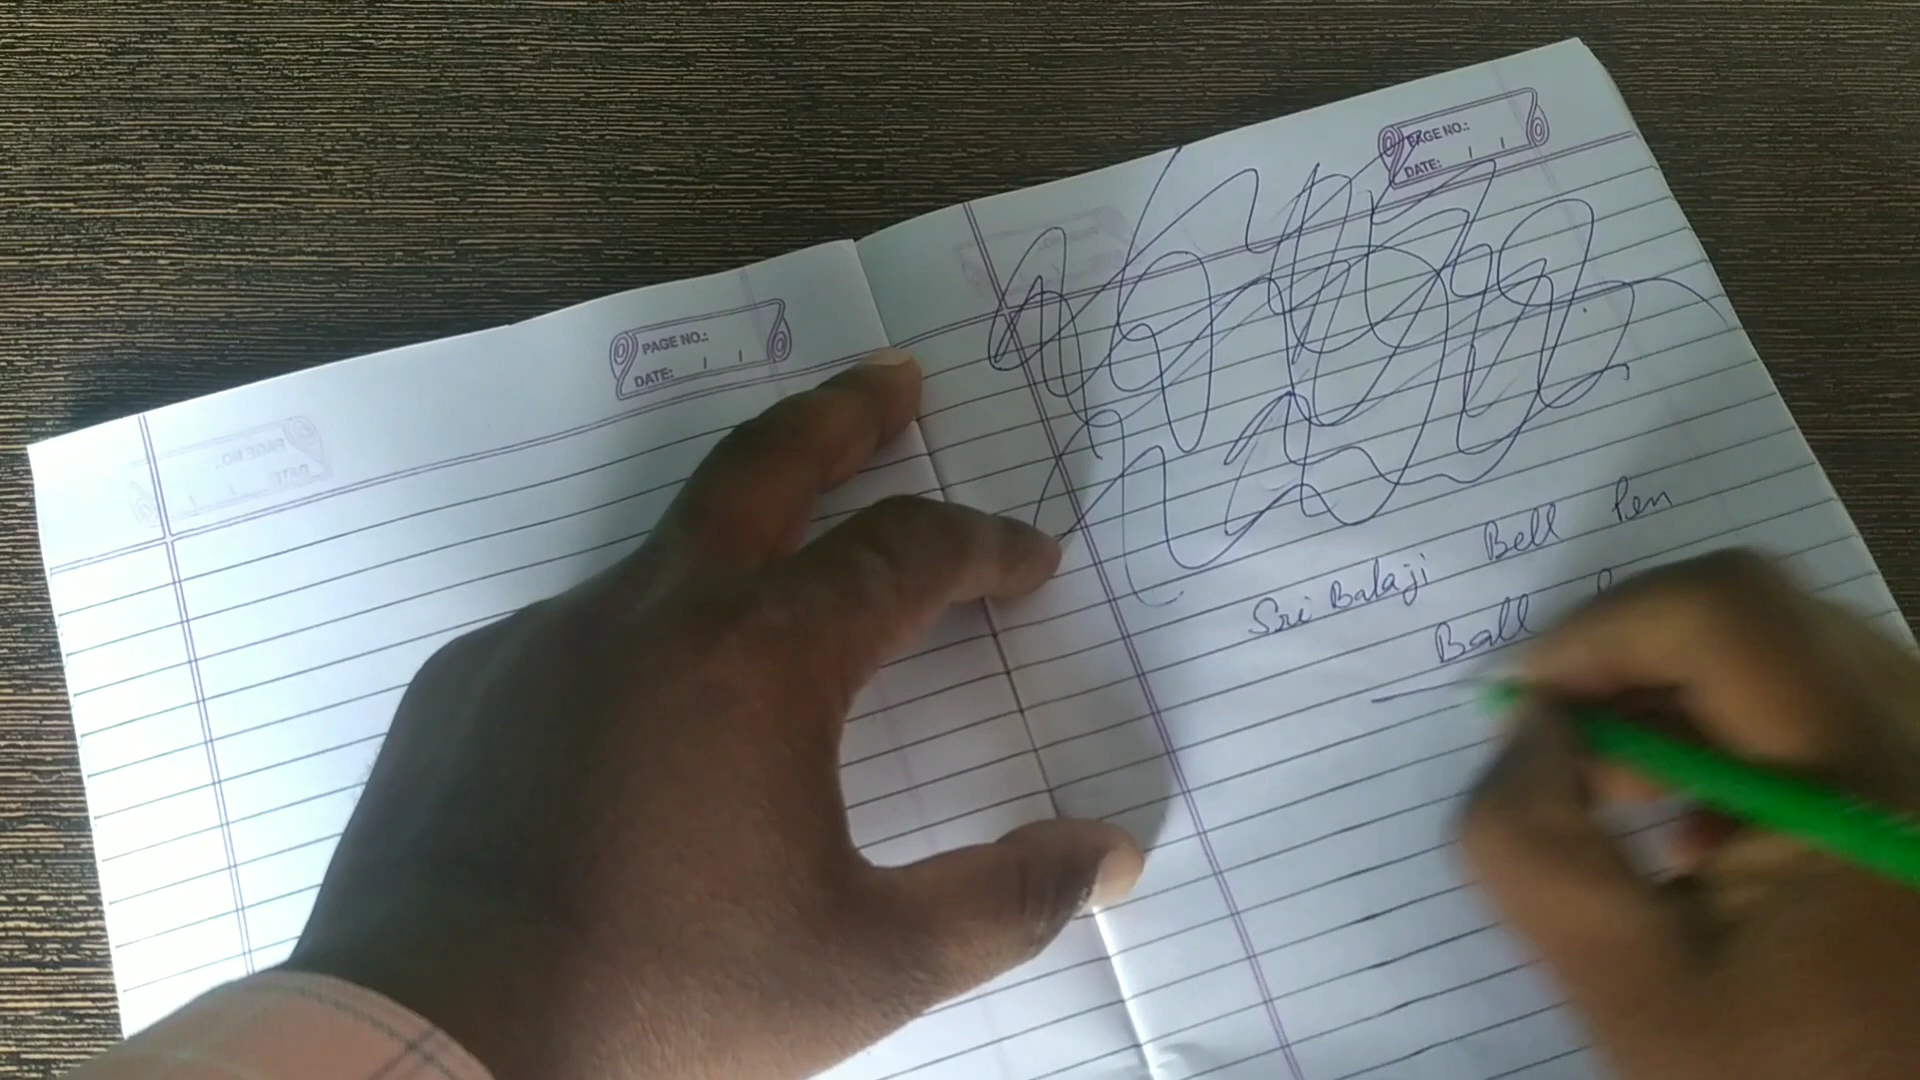 PAGE NO.:
DATE: / /
PAGE NO.:
DATE: / /
Sri Balaji Bell Pen
Ball